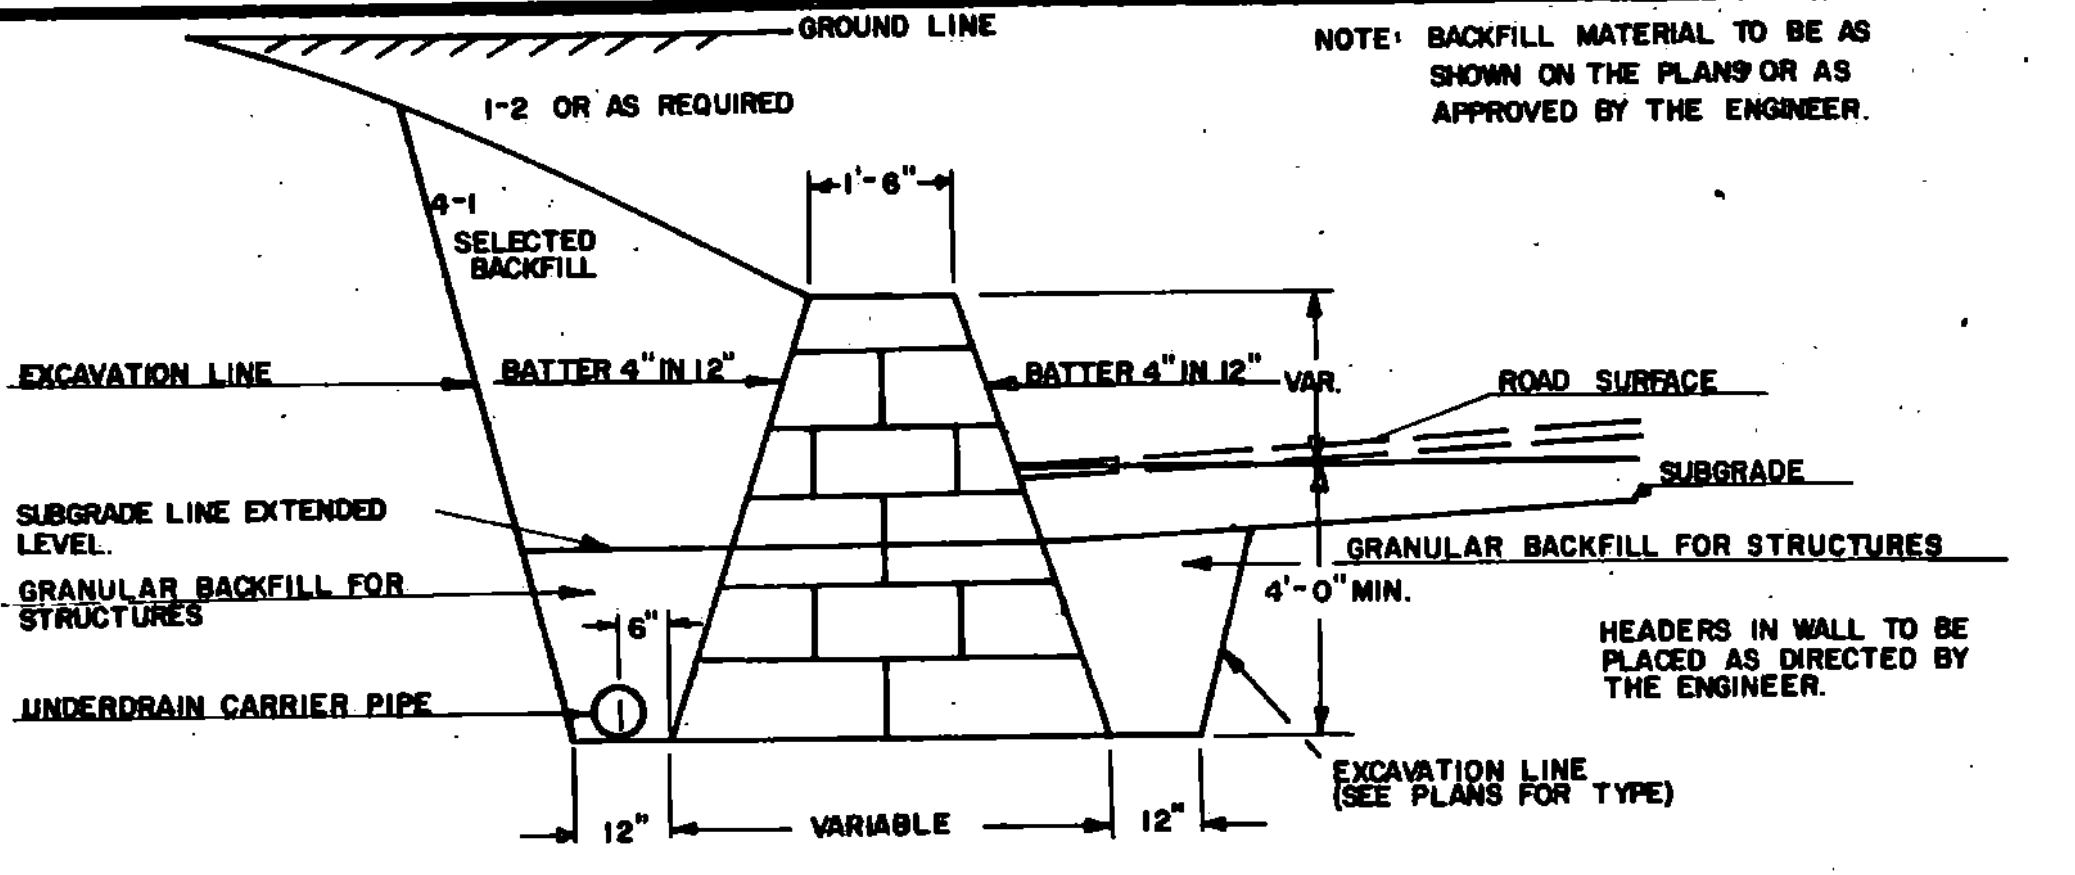 GROUND LINE
NOTE: BACKFILL MATERIAL TO BE AS
SHOWN ON THE PLANS OR AS
APPROVED BY THE ENGINEER.
1-2 OR AS REQUIRED
1'-6"
4-1
SELECTED
BACKFILL
EXCAVATION LINE
BATTER 4" IN 12"
BATTER 4" IN 12"
VAR.
ROAD SURFACE
SUBGRADE
SUBGRADE LINE EXTENDED
LEVEL.
GRANULAR BACKFILL FOR STRUCTURES
GRANULAR BACKFILL FOR
STRUCTURES
4'-0" MIN.
6"
HEADERS IN WALL TO BE
PLACED AS DIRECTED BY
THE ENGINEER.
UNDERDRAIN CARRIER PIPE
EXCAVATION LINE
(SEE PLANS FOR TYPE)
12"
VARIABLE
12"